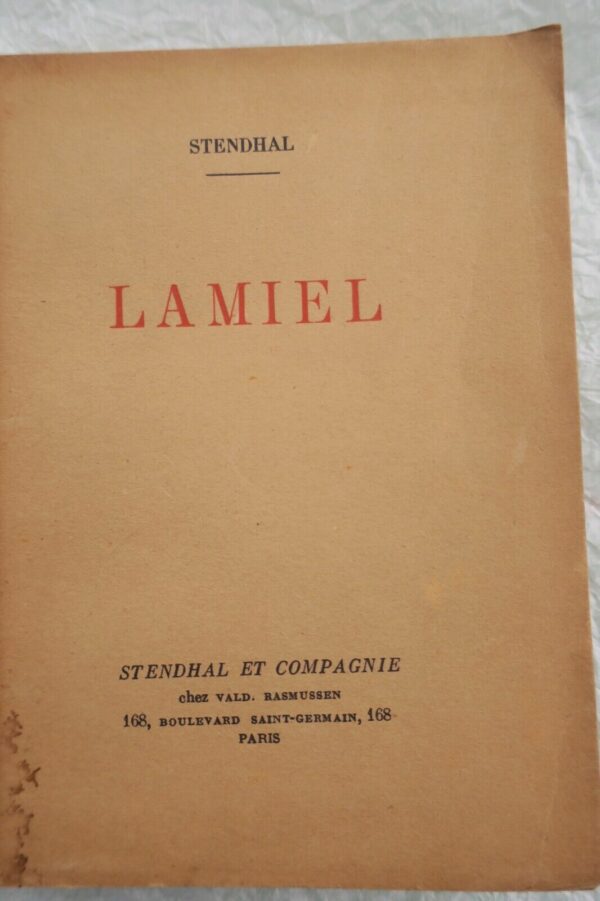 STENDHAL
LAMIEL
STENDHAL ET COMPAGNIE
chez VALD. RASMUSSEN
168, BOULEVARD SAINT-GERMAIN, 168
PARIS